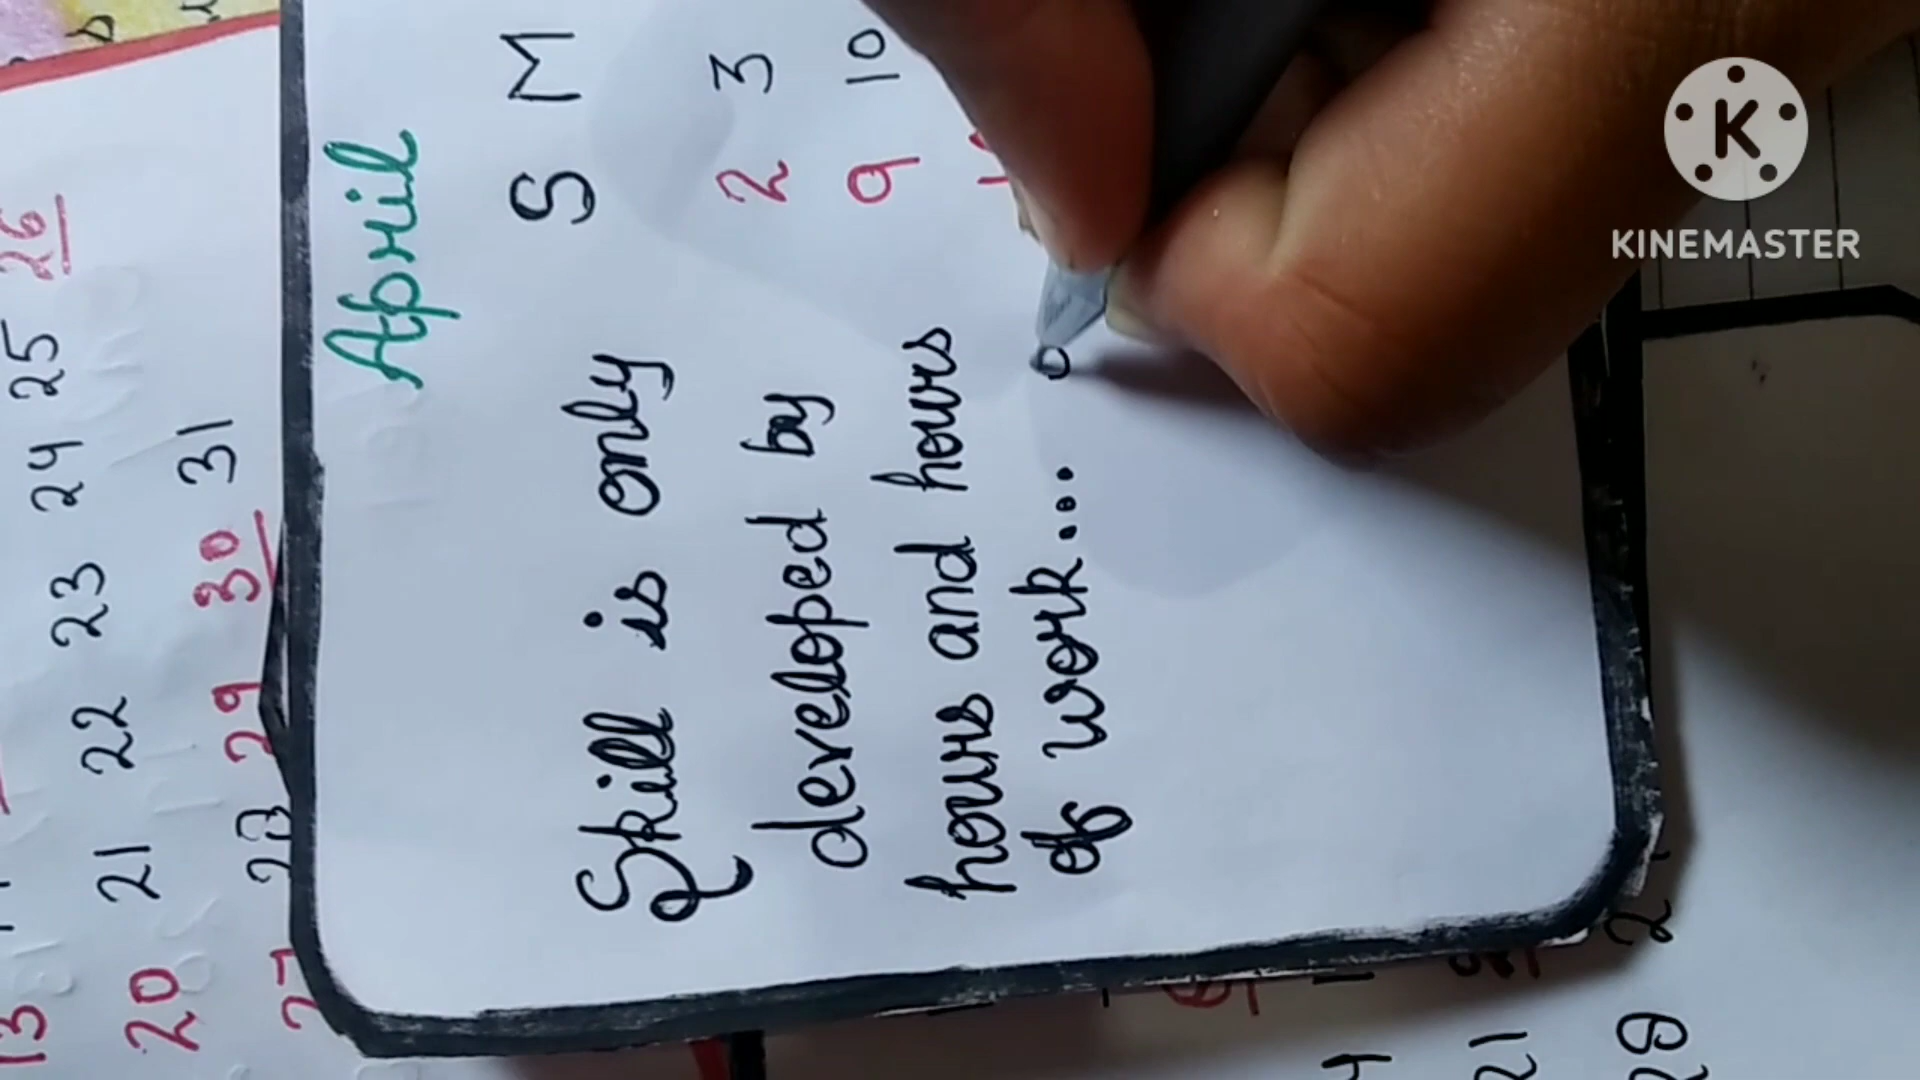 April
S M
2 3
9 10
Skill is only
developed by
hours and hours
of work...
26
24 25
22 23
20 21
30 31
29
27
13
21
28
KINEMASTER